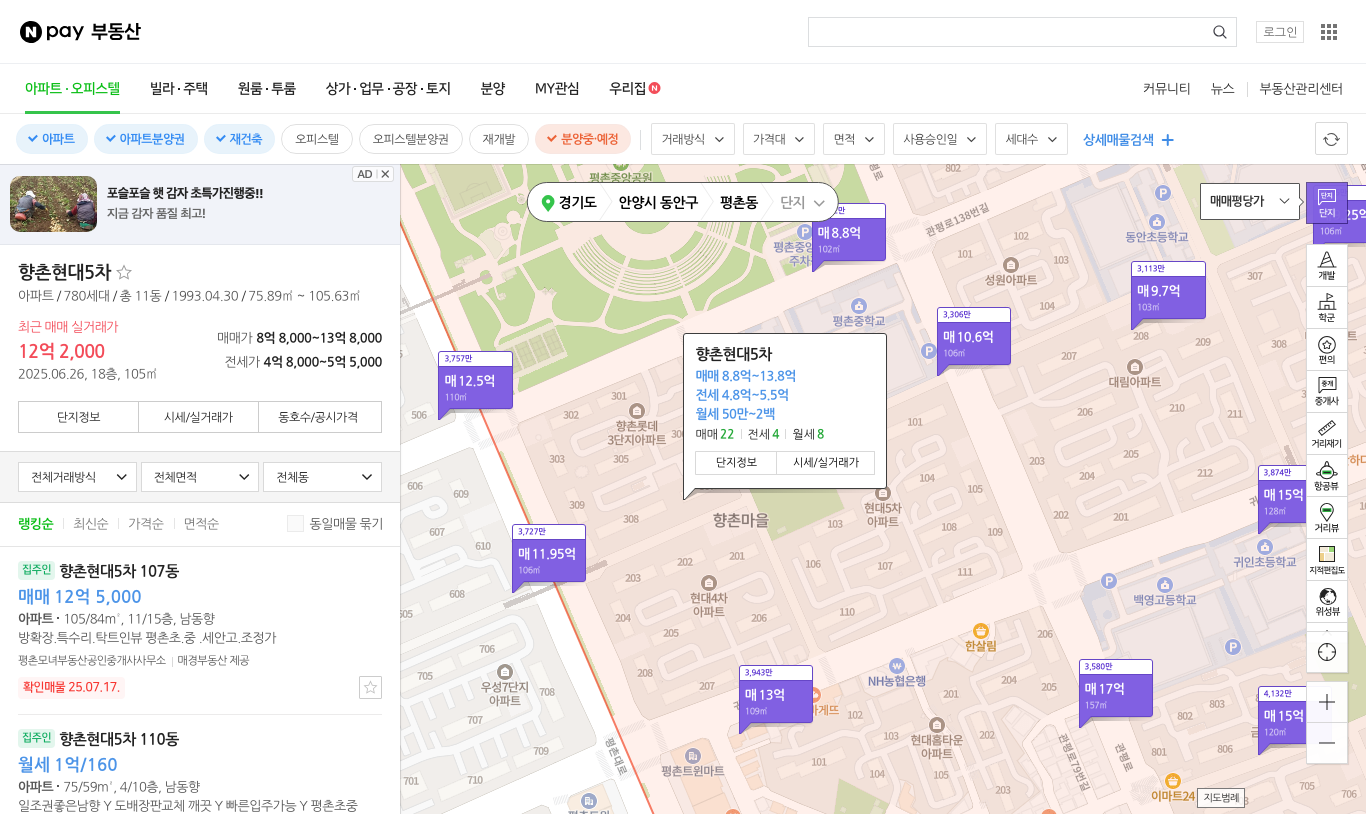 N pay 부동산
로그인
아파트·오피스텔 빌라·주택 원룸·투룸 상가·업무·공장·토지 분양 MY관심 우리집 N
커뮤니티 뉴스 부동산관리센터
아파트 아파트분양권 재건축 오피스텔 오피스텔분양권 재개발 분양중·예정 거래방식 가격대 면적 사용승인일 세대수 상세매물검색
AD
포슬포슬 햇 감자 초특가진행중!!
지금 감자 품질 최고!
향촌현대5차
아파트 / 780세대 / 총 11동 / 1993.04.30 / 75.89㎡ ~ 105.63㎡
최근 매매 실거래가
12억 2,000
2025.06.26, 18층, 105㎡
매매가 8억 8,000~13억 8,000
전세가 4억 8,000~5억 5,000
단지정보 시세/실거래가 동호수/공시가격
전체거래방식 전체면적 전체동
랭킹순 최신순 가격순 면적순 동일매물 묶기
집주인 향촌현대5차 107동
매매 12억 5,000
아파트 · 105/84㎡, 11/15층, 남동향
방확장.특수리.탁트인뷰 평촌초.중 .세안고.조정가
평촌모녀부동산공인중개사사무소 매경부동산 제공
확인매물 25.07.17.
집주인 향촌현대5차 110동
월세 1억/160
아파트 · 75/59㎡, 4/10층, 남동향
일조권좋은남향 Y 도배장판교체 깨끗 Y 빠른입주가능 Y 평촌초중
경기도 안양시 동안구 평촌동 단지
매매평당가
단지
단지
개발
학군
편의
중개
중개사
거리재기
항공뷰
거리뷰
지적편집도
위성뷰
지도범례
평촌중앙공원
관평로138번길
매 8.8억
102㎡
동안초등학교
성원아파트
102
101
104
103
307
25억
106㎡
3,113만
매 9.7억
103㎡
평촌중학교
3,306만
매 10.6억
106㎡
208
209
대림아파트
3,757만
매 12.5억
110㎡
506
302
301
향촌롯데
3단지아파트
303
305
206
210
211
207
101
향촌현대5차
매매 8.8억~13.8억
전세 4.8억~5.5억
월세 50만~2백
매매 22 전세 4 월세 8
단지정보 시세/실거래가
현대5차
아파트
향촌마을
309
308
203
212
202
201
105
108
109
103
3,874만
매 15억
128㎡
607
610
3,727만
매 11.95억
106㎡
귀인초등학교
107
111
백영고등학교
현대4차
아파트
204
205
605
한살림
206
706
우성7단지
아파트
707
709
701
710
평촌대로
3,943만
매 13억
109㎡
NH농협은행
201
204
3,580만
매 17억
157㎡
4,132만
매 15억
120㎡
102
현대홈타운
아파트
202
203
802
803
801
806
평촌트윈마트
104
103
관평로79번길
관평로
이마트24
705
706